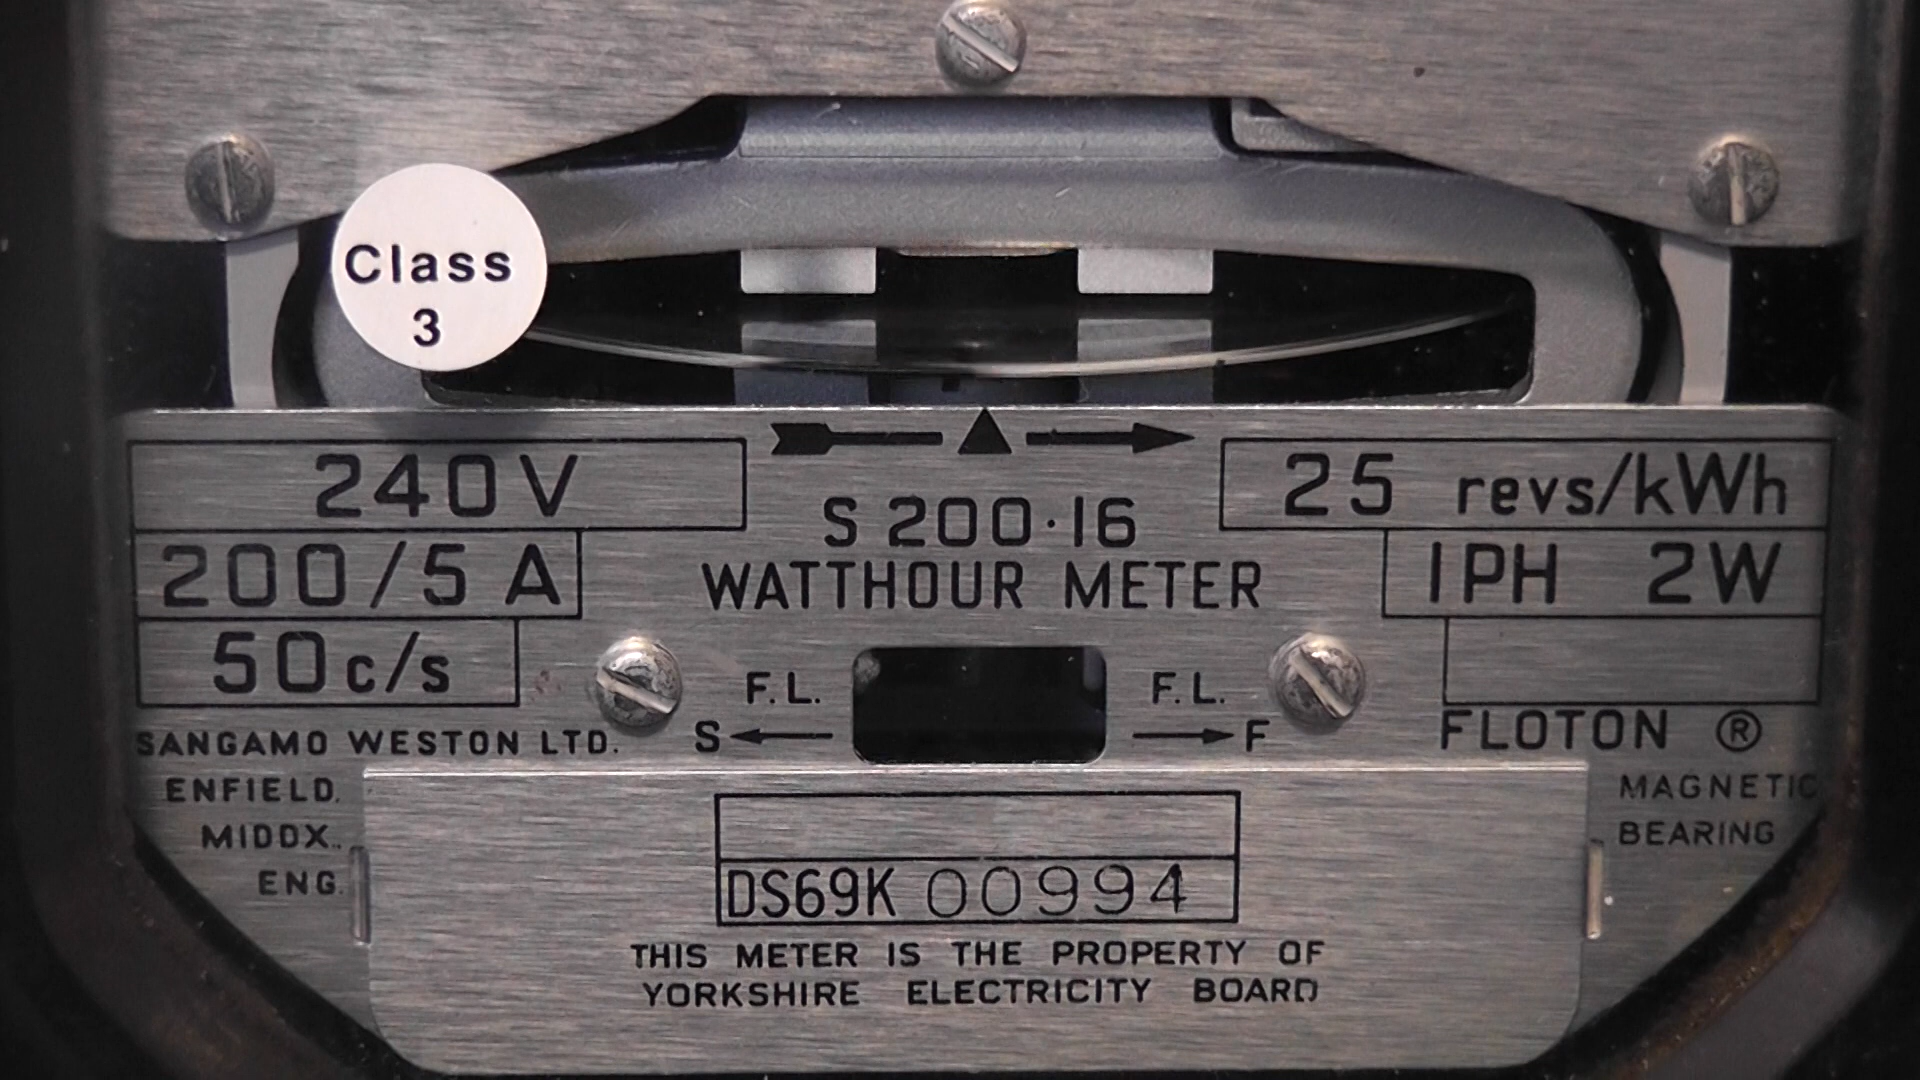 Class
3
240V
25 revs/kWh
S 200·16
200/5 A
WATTHOUR METER
1PH 2W
50c/s
F.L.
F.L.
S
F
SANGAMO WESTON LTD.
ENFIELD.
MIDDX.
ENG.
FLOTON ®
MAGNETIC
BEARING
DS69K 00994
THIS METER IS THE PROPERTY OF
YORKSHIRE ELECTRICITY BOARD